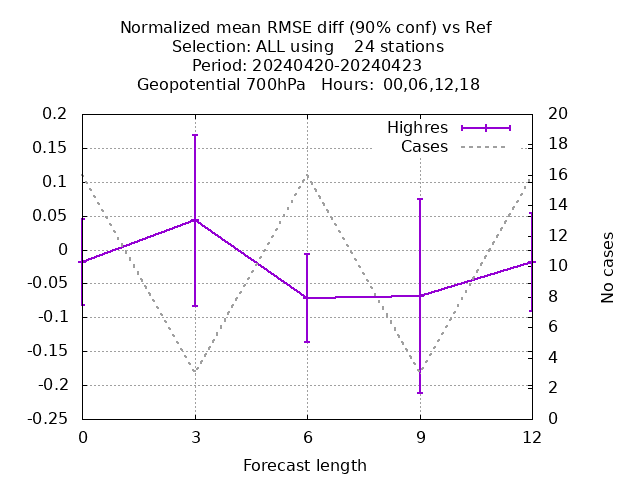 Normalized mean RMSE diff (90% conf) vs Ref
Selection: ALL using    24 stations
Period: 20240420-20240423
Geopotential 700hPa   Hours:  00,06,12,18
Highres
Cases
0.2
0.15
0.1
0.05
0
-0.05
-0.1
-0.15
-0.2
-0.25
20
18
16
14
12
10
8
6
4
2
0
No cases
0 3 6 9 12
Forecast length